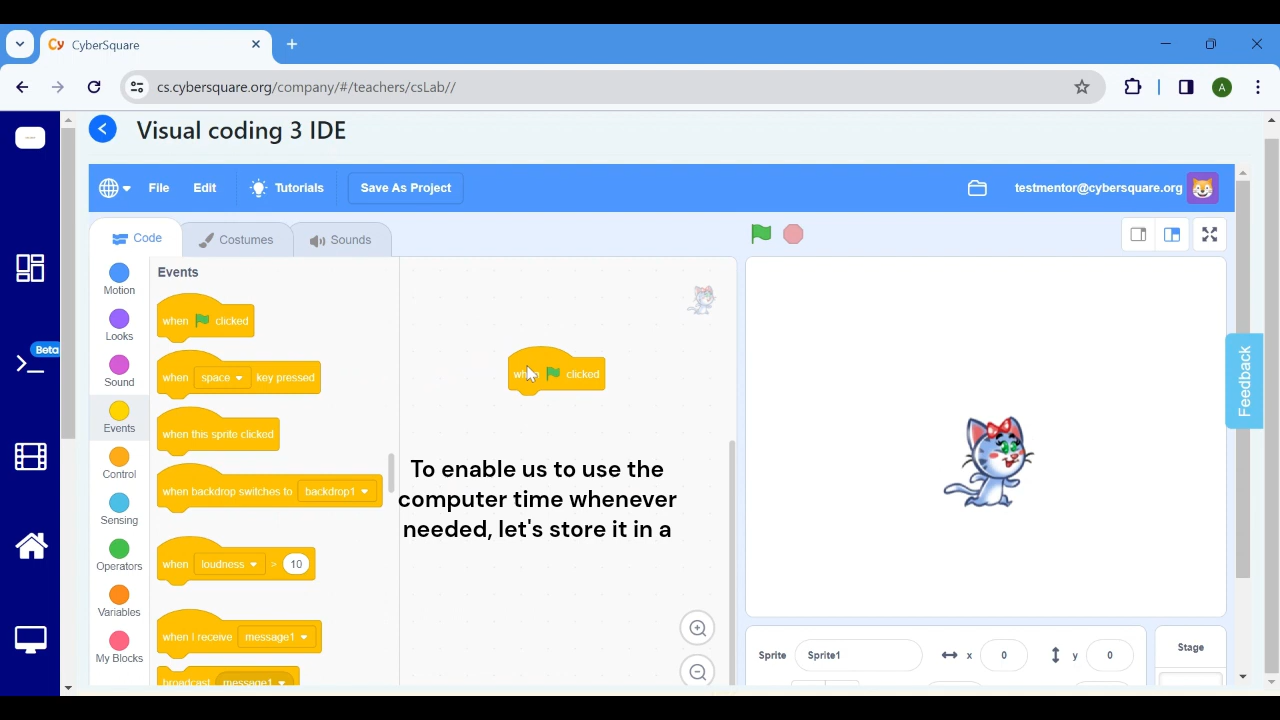 CyberSquare
cs.cybersquare.org/company/#/teachers/csLab//
A
Visual coding 3 IDE
File Edit Tutorials Save As Project testmentor@cybersquare.org
Code Costumes Sounds
Motion
Looks
Sound
Events
Control
Sensing
Operators
Variables
My Blocks
Beta
Events
when clicked
when space key pressed
when this sprite clicked
when backdrop switches to backdrop1
when loudness > 10
when I receive message1
broadcast message1
when clicked
To enable us to use the
computer time whenever
needed, let's store it in a
Feedback
Sprite Sprite1 x 0 y 0
Stage